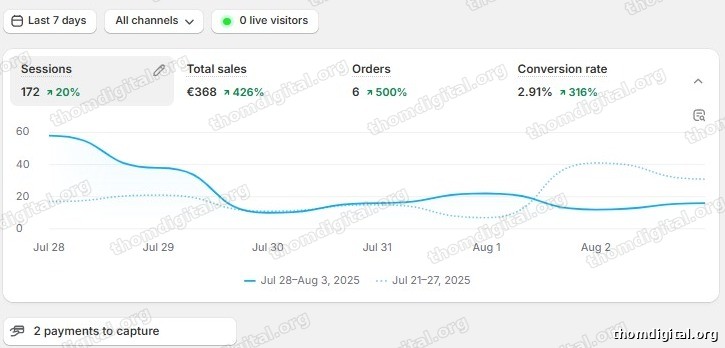 Last 7 days All channels 0 live visitors
Sessions Total sales Orders Conversion rate
172 ↗ 20% €368 ↗ 426% 6 ↗ 500% 2.91% ↗ 316%
60
40
20
0
Jul 28 Jul 29 Jul 30 Jul 31 Aug 1 Aug 2
Jul 28–Aug 3, 2025 Jul 21–27, 2025
2 payments to capture
thomdigital.org